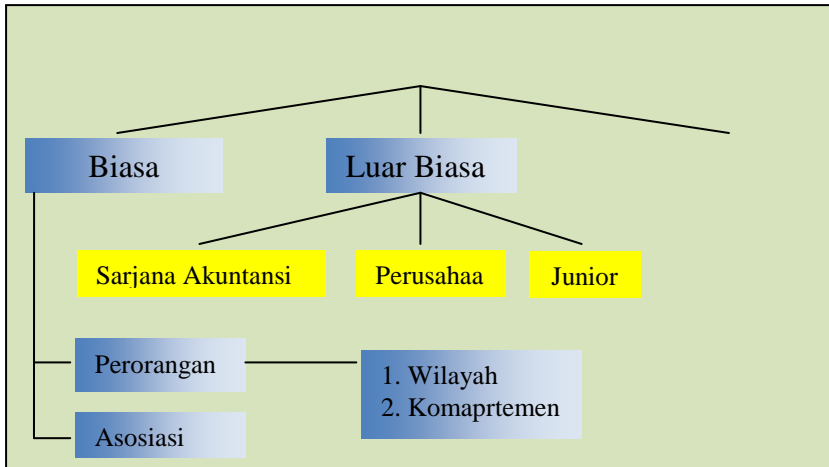 Biasa
Luar Biasa
Sarjana Akuntansi
Perusahaa
Junior
Perorangan
1. Wilayah
2. Komaprtemen
Asosiasi